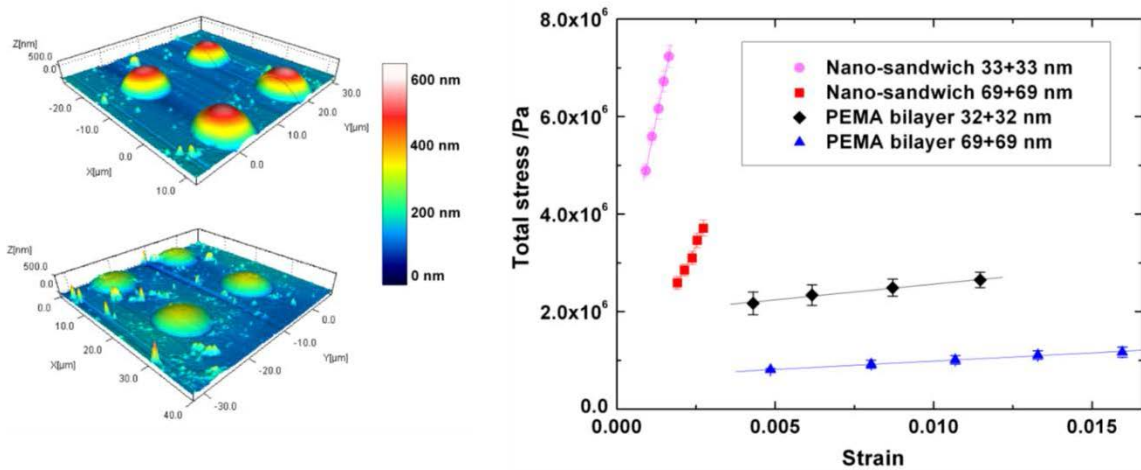 Z[nm]
500.0
0.0
-20.0
-10.0
0.0
10.0
X[µm]
30.0
20.0
10.0
0.0
Y[µm]
600 nm
400 nm
200 nm
0 nm
Z[nm]
500.0
0.0
0.0
10.0
20.0
30.0
40.0
X[µm]
0.0
-10.0
-20.0
-30.0
Y[µm]
Total stress /Pa
8.0x10⁶
6.0x10⁶
4.0x10⁶
2.0x10⁶
0.0
Nano-sandwich 33+33 nm
Nano-sandwich 69+69 nm
PEMA bilayer 32+32 nm
PEMA bilayer 69+69 nm
0.000 0.005 0.010 0.015
Strain